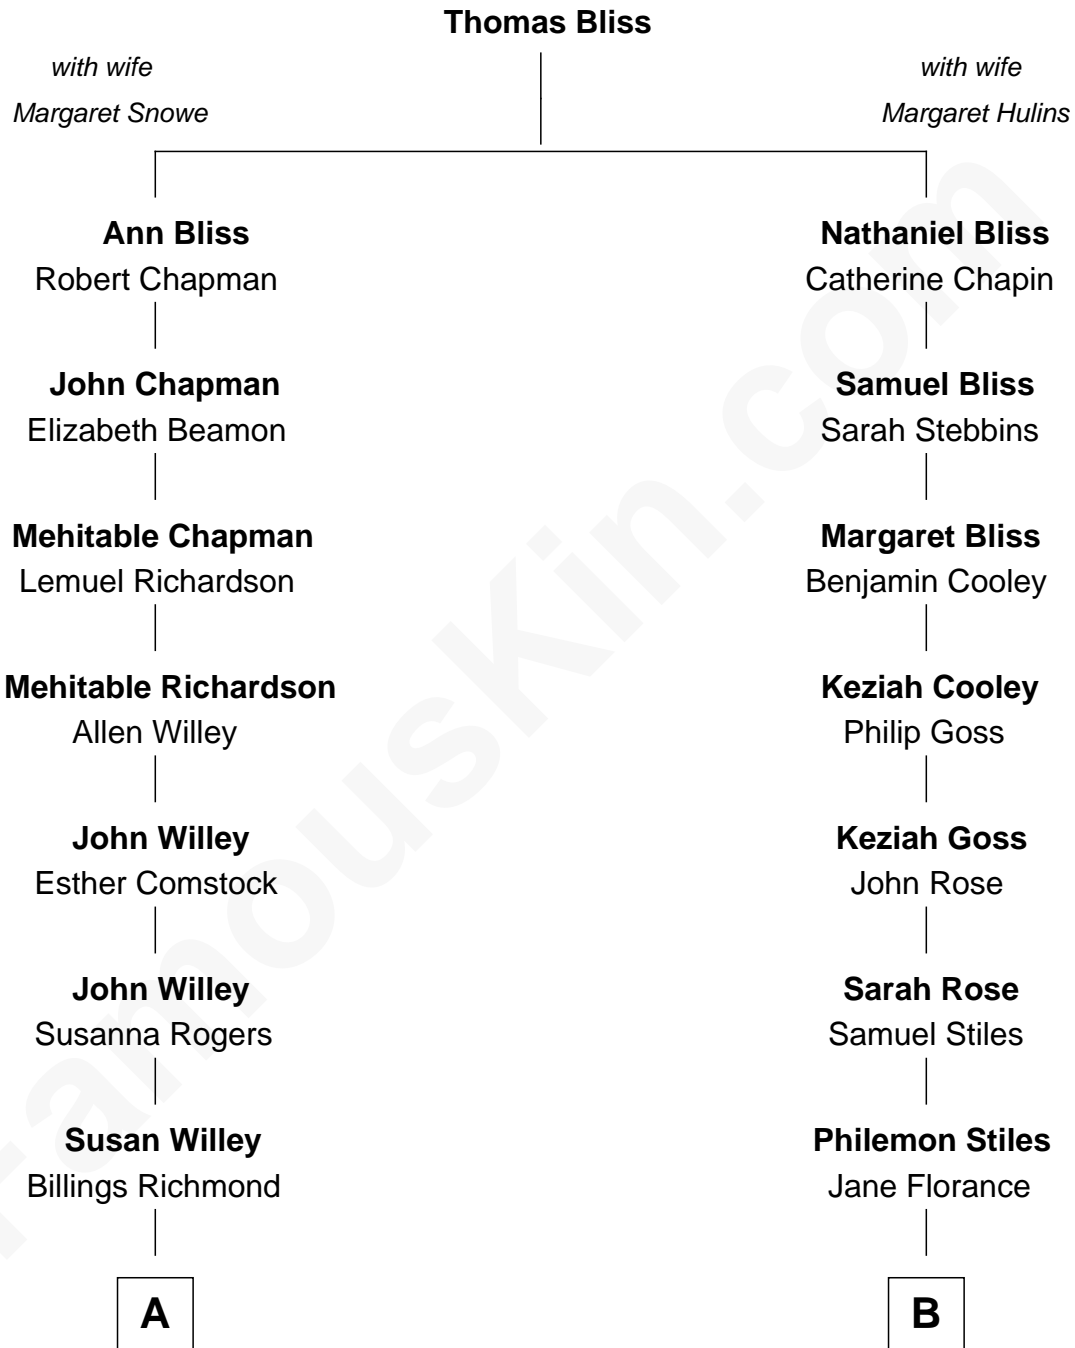 Thomas Bliss
with wife
Margaret Snowe
with wife
Margaret Hulins
Ann Bliss
Robert Chapman
Nathaniel Bliss
Catherine Chapin
John Chapman
Elizabeth Beamon
Samuel Bliss
Sarah Stebbins
Mehitable Chapman
Lemuel Richardson
Margaret Bliss
Benjamin Cooley
Mehitable Richardson
Allen Willey
Keziah Cooley
Philip Goss
John Willey
Esther Comstock
Keziah Goss
John Rose
John Willey
Susanna Rogers
Sarah Rose
Samuel Stiles
Susan Willey
Billings Richmond
Philemon Stiles
Jane Florance
A
B
FamousKin.com